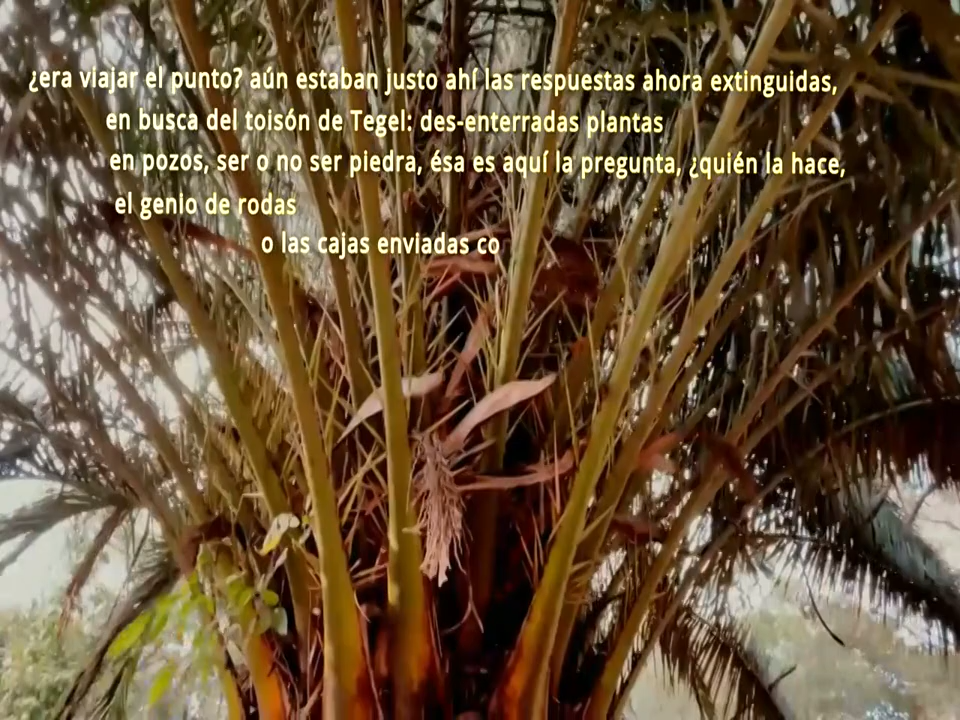 ¿era viajar el punto? aún estaban justo ahí las respuestas ahora extinguidas,
en busca del toisón de Tegel: des-enterradas plantas
en pozos, ser o no ser piedra, ésa es aquí la pregunta, ¿quién la hace,
el genio de rodas
o las cajas enviadas co